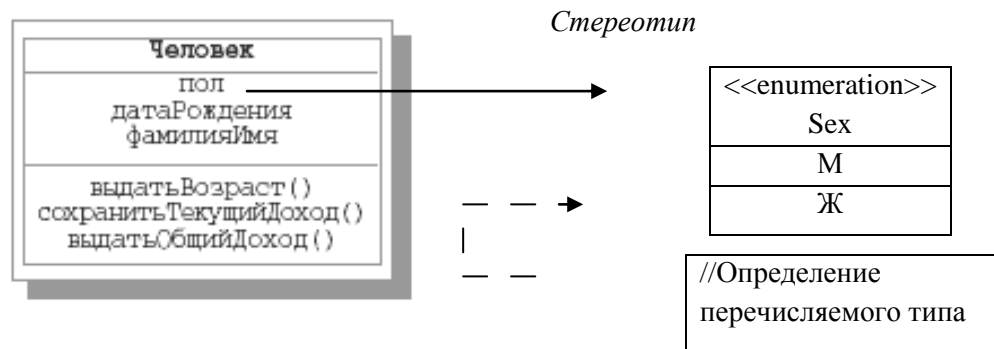 Стереотип
Человек
пол
датаРождения
фамилияИмя
выдатьВозраст()
сохранитьТекущийДоход()
выдатьОбщийДоход()
<<enumeration>>
Sex
М
Ж
//Определение
перечисляемого типа